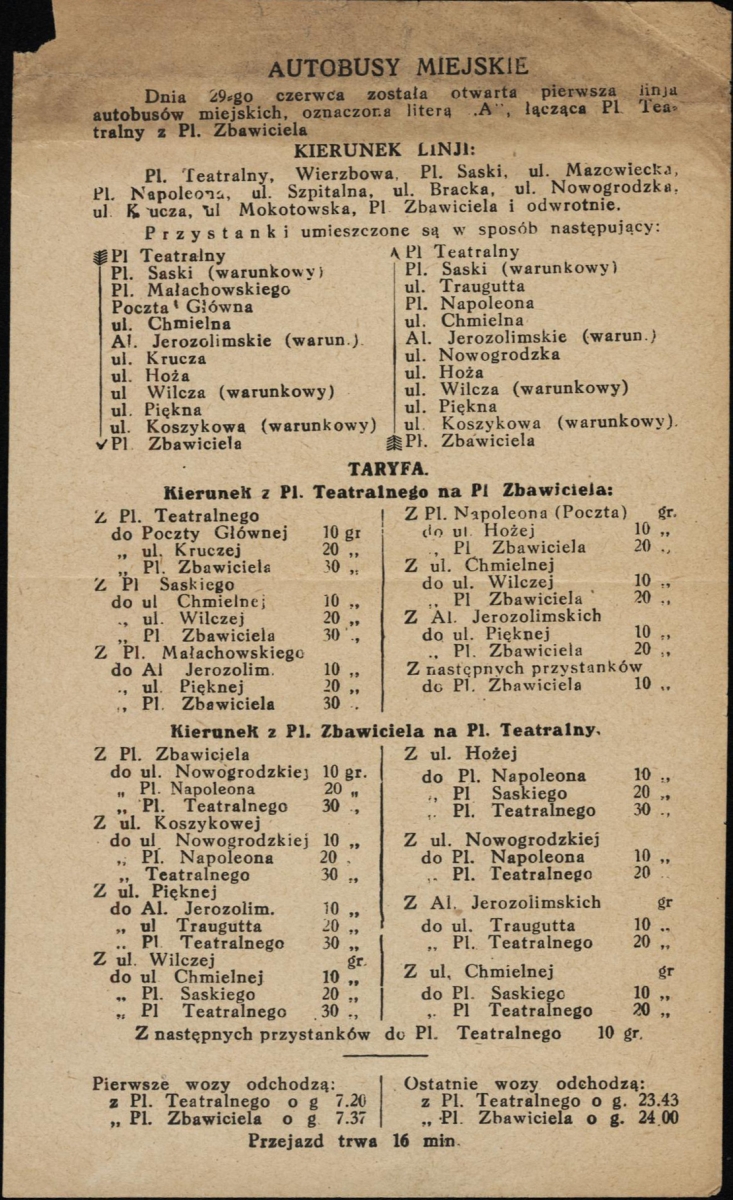 AUTOBUSY MIEJSKIE
Dnia 29-go czerwca została otwarta pierwsza linja
autobusów miejskich, oznaczona literą „A”, łącząca Pl. Tea-
tralny z Pl. Zbawiciela
KIERUNEK LINJI:
Pl. Teatralny, Wierzbowa, Pl. Saski, ul. Mazowiecka,
Pl. Napoleona, ul. Szpitalna, ul. Bracka, ul. Nowogrodzka,
ul Krucza, ul Mokotowska, Pl Zbawiciela i odwrotnie.
Przystanki umieszczone są w sposób następujący:
Pl Teatralny
Pl. Saski (warunkowy)
Pl. Małachowskiego
Poczta Główna
ul. Chmielna
Al. Jerozolimskie (warun.)
ul. Krucza
ul. Hoża
ul Wilcza (warunkowy)
ul. Piękna
ul. Koszykowa (warunkowy)
Pl. Zbawiciela
Pl Teatralny
Pl. Saski (warunkowy)
ul. Traugutta
Pl. Napoleona
ul. Chmielna
Al. Jerozolimskie (warun.)
ul. Nowogrodzka
ul. Hoża
ul. Wilcza (warunkowy)
ul. Piękna
ul. Koszykowa (warunkowy).
Pl. Zbawiciela
TARYFA.
Kierunek z Pl. Teatralnego na Pl Zbawiciela:
Z Pl. Teatralnego
do Poczty Głównej 10 gr
„ ul. Kruczej 20 „
„ Pl. Zbawiciela 30 „
Z Pl Saskiego
do ul Chmielnej 10 „
„ ul. Wilczej 20 „
„ Pl Zbawiciela 30 „
Z Pl. Małachowskiego
do Al Jerozolim. 10 „
„ ul. Pięknej 20 „
„ Pl. Zbawiciela 30 „
Z Pl. Napoleona (Poczta) gr.
do ul. Hożej 10 „
„ Pl Zbawiciela 20 „
Z ul. Chmielnej
do ul. Wilczej 10 „
„ Pl Zbawiciela 20 „
Z Al. Jerozolimskich
do ul. Pięknej 10 „
„ Pl. Zbawiciela 20 „
Z następnych przystanków
do Pl. Zbawiciela 10 „
Kierunek z Pl. Zbawiciela na Pl. Teatralny.
Z Pl. Zbawiciela
do ul. Nowogrodzkiej 10 gr.
„ Pl. Napoleona 20 „
„ Pl. Teatralnego 30 „
Z ul. Koszykowej
do ul Nowogrodzkiej 10 „
„ Pl. Napoleona 20 „
„ Teatralnego 30 „
Z ul. Pięknej
do Al. Jerozolim. 10 „
„ ul Traugutta 20 „
„ Pl. Teatralnego 30 „
Z ul. Wilczej gr.
do ul Chmielnej 10 „
„ Pl. Saskiego 20 „
„ Pl Teatralnego 30 „
Z ul. Hożej
do Pl. Napoleona 10 „
„ Pl Saskiego 20 „
„ Pl. Teatralnego 30 „
Z ul. Nowogrodzkiej
do Pl. Napoleona 10 „
„ Pl. Teatralnego 20 „
Z Al. Jerozolimskich gr
do ul. Traugutta 10 „
„ Pl. Teatralnego 20 „
Z ul, Chmielnej gr
do Pl. Saskiego 10 „
„ Pl Teatralnego 20 „
Z następnych przystanków do Pl. Teatralnego 10 gr.
Pierwsze wozy odchodzą:
z Pl. Teatralnego o g 7.20
„ Pl. Zbawiciela o g 7.37
Ostatnie wozy odchodzą:
z Pl. Teatralnego o g. 23.43
„ Pl. Zbawiciela o g. 24.00
Przejazd trwa 16 min.